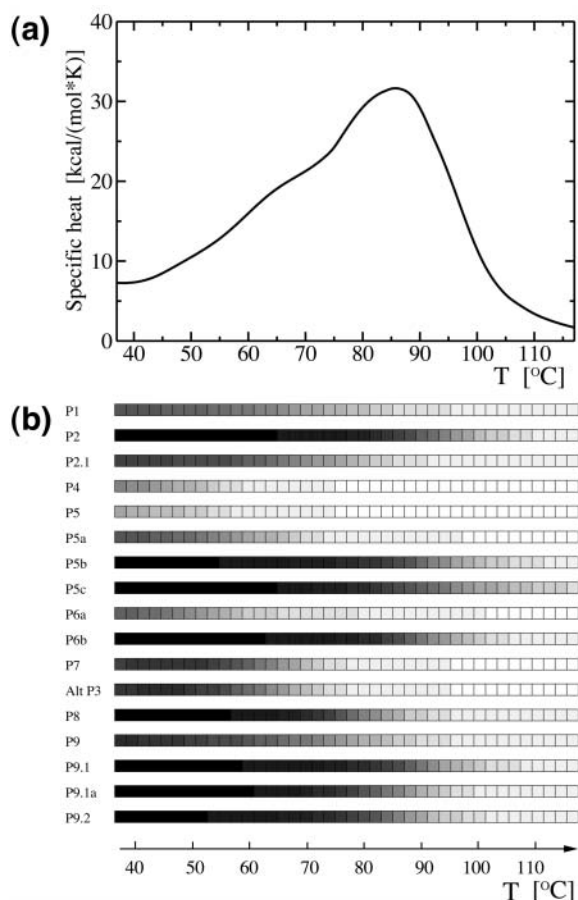 (a)
Specific heat [kcal/(mol*K)]
40
30
20
10
0
40 50 60 70 80 90 100 110
T [°C]
(b)
P1
P2
P2.1
P4
P5
P5a
P5b
P5c
P6a
P6b
P7
Alt P3
P8
P9
P9.1
P9.1a
P9.2
40 50 60 70 80 90 100 110
T [°C]